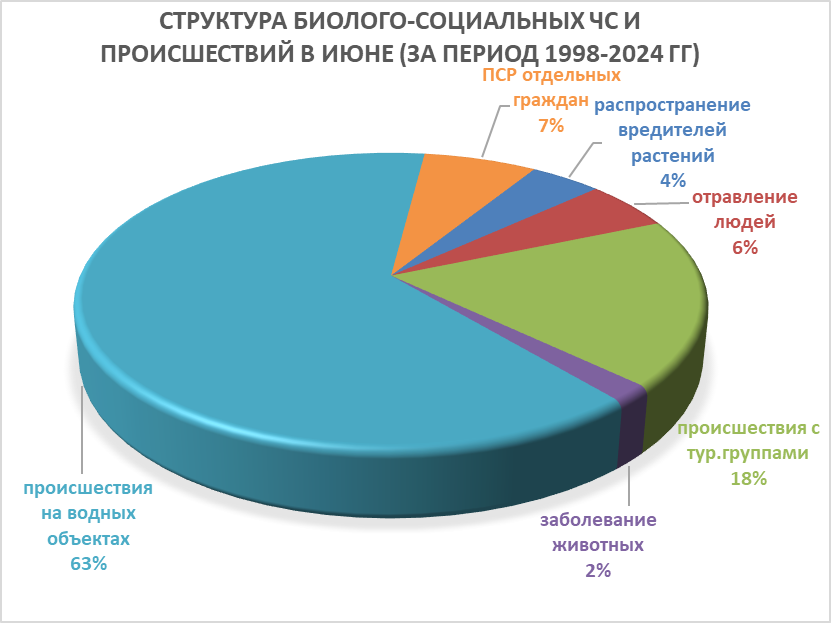 СТРУКТУРА БИОЛОГО-СОЦИАЛЬНЫХ ЧС И
ПРОИСШЕСТВИЙ В ИЮНЕ (ЗА ПЕРИОД 1998-2024 ГГ)
ПСР отдельных
граждан
7%
распространение
вредителей
растений
4%
отравление
людей
6%
происшествия с
тур.группами
18%
заболевание
животных
2%
происшествия
на водных
объектах
63%